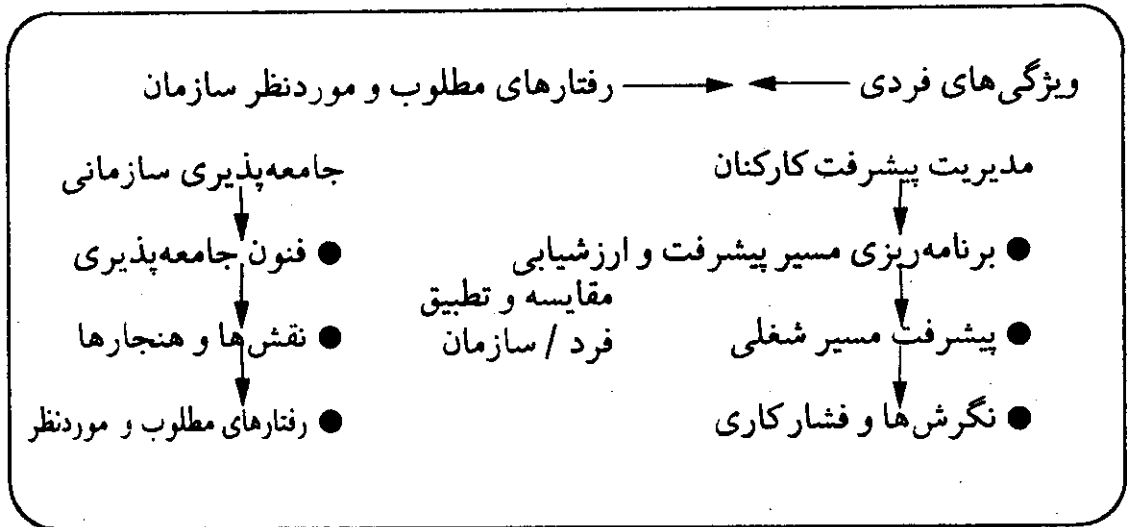 ویژگی‌های فردی رفتارهای مطلوب و موردنظر سازمان
مدیریت پیشرفت کارکنان
● برنامه‌ریزی مسیر پیشرفت و ارزشیابی
● پیشرفت مسیر شغلی
● نگرش‌ها و فشار کاری
مقایسه و تطبیق
فرد / سازمان
جامعه‌پذیری سازمانی
● فنون جامعه‌پذیری
● نقش‌ها و هنجارها
● رفتارهای مطلوب و موردنظر